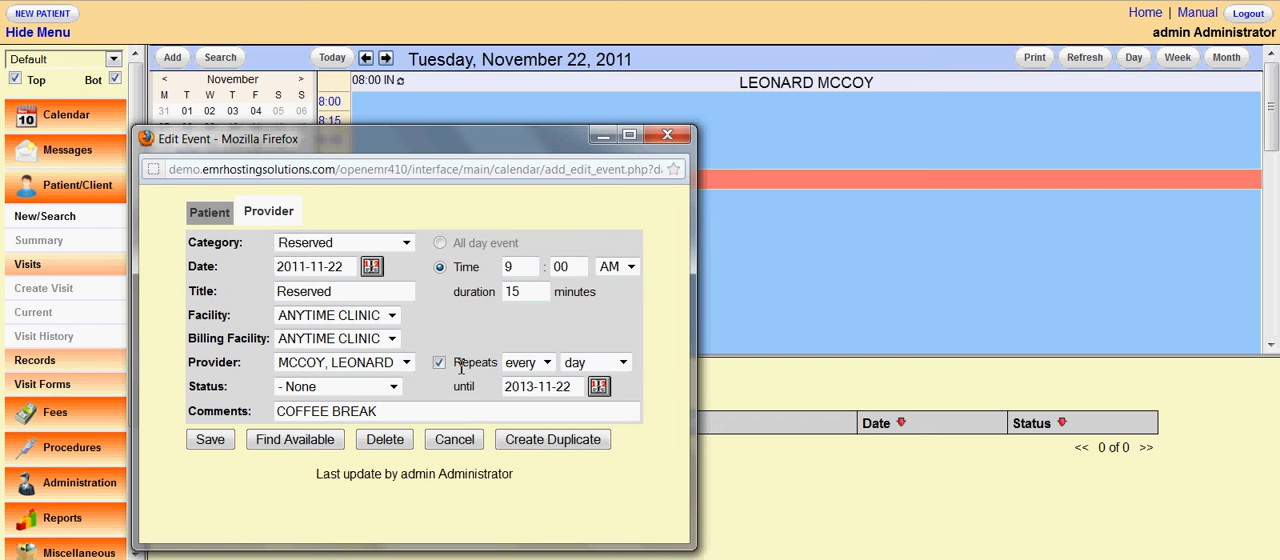 NEW PATIENT
Hide Menu
Home | Manual Logout
admin Administrator
Default
Top Bot
Calendar
Messages
Patient/Client
New/Search
Summary
Visits
Create Visit
Current
Visit History
Records
Visit Forms
Fees
Procedures
Administration
Reports
Miscellaneous
Add Search Today Tuesday, November 22, 2011 Print Refresh Day Week Month
< November >
M T W T F S S
31 01 02 03 04 05 06
8:00
8:15
08:00 IN
LEONARD MCCOY
Edit Event - Mozilla Firefox
demo.emrhostingsolutions.com/openemr410/interface/main/calendar/add_edit_event.php?d
Patient Provider
Category: Reserved All day event
Date: 2011-11-22 Time 9 : 00 AM
Title: Reserved duration 15 minutes
Facility: ANYTIME CLINIC
Billing Facility: ANYTIME CLINIC
Provider: MCCOY, LEONARD Repeats every day
Status: - None until 2013-11-22
Comments: COFFEE BREAK
Save Find Available Delete Cancel Create Duplicate
Last update by admin Administrator
Date Status
<< 0 of 0 >>